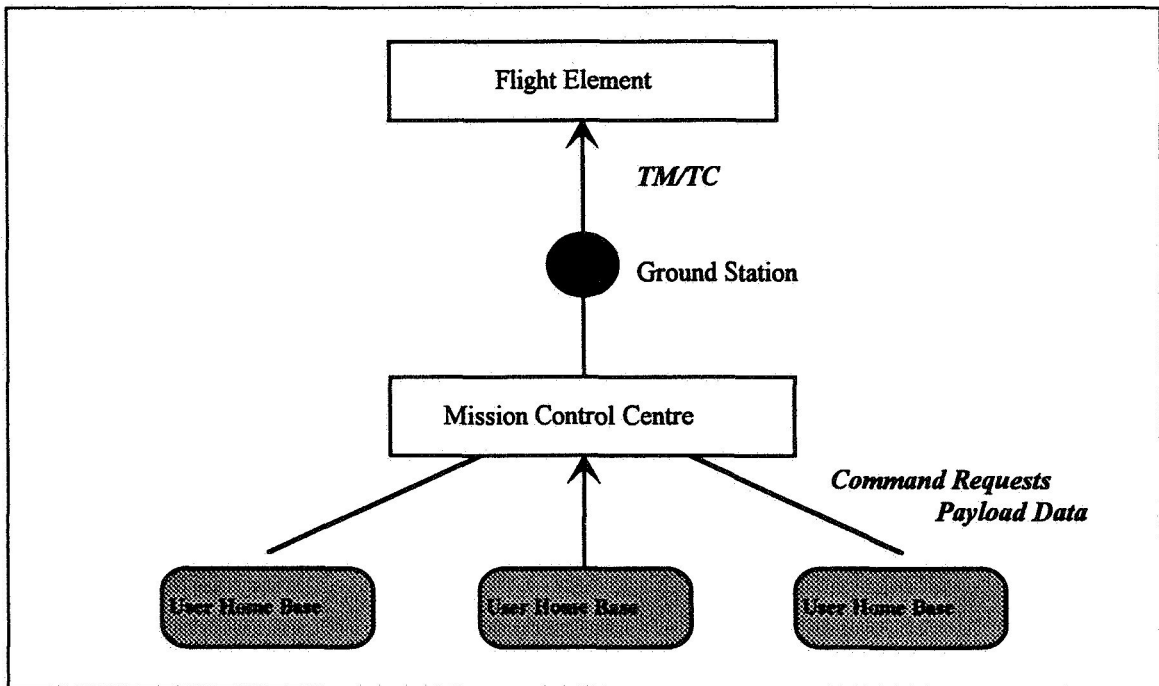 Flight Element
TM/TC
Ground Station
Mission Control Centre
Command Requests
Payload Data
User Home Base
User Home Base
User Home Base